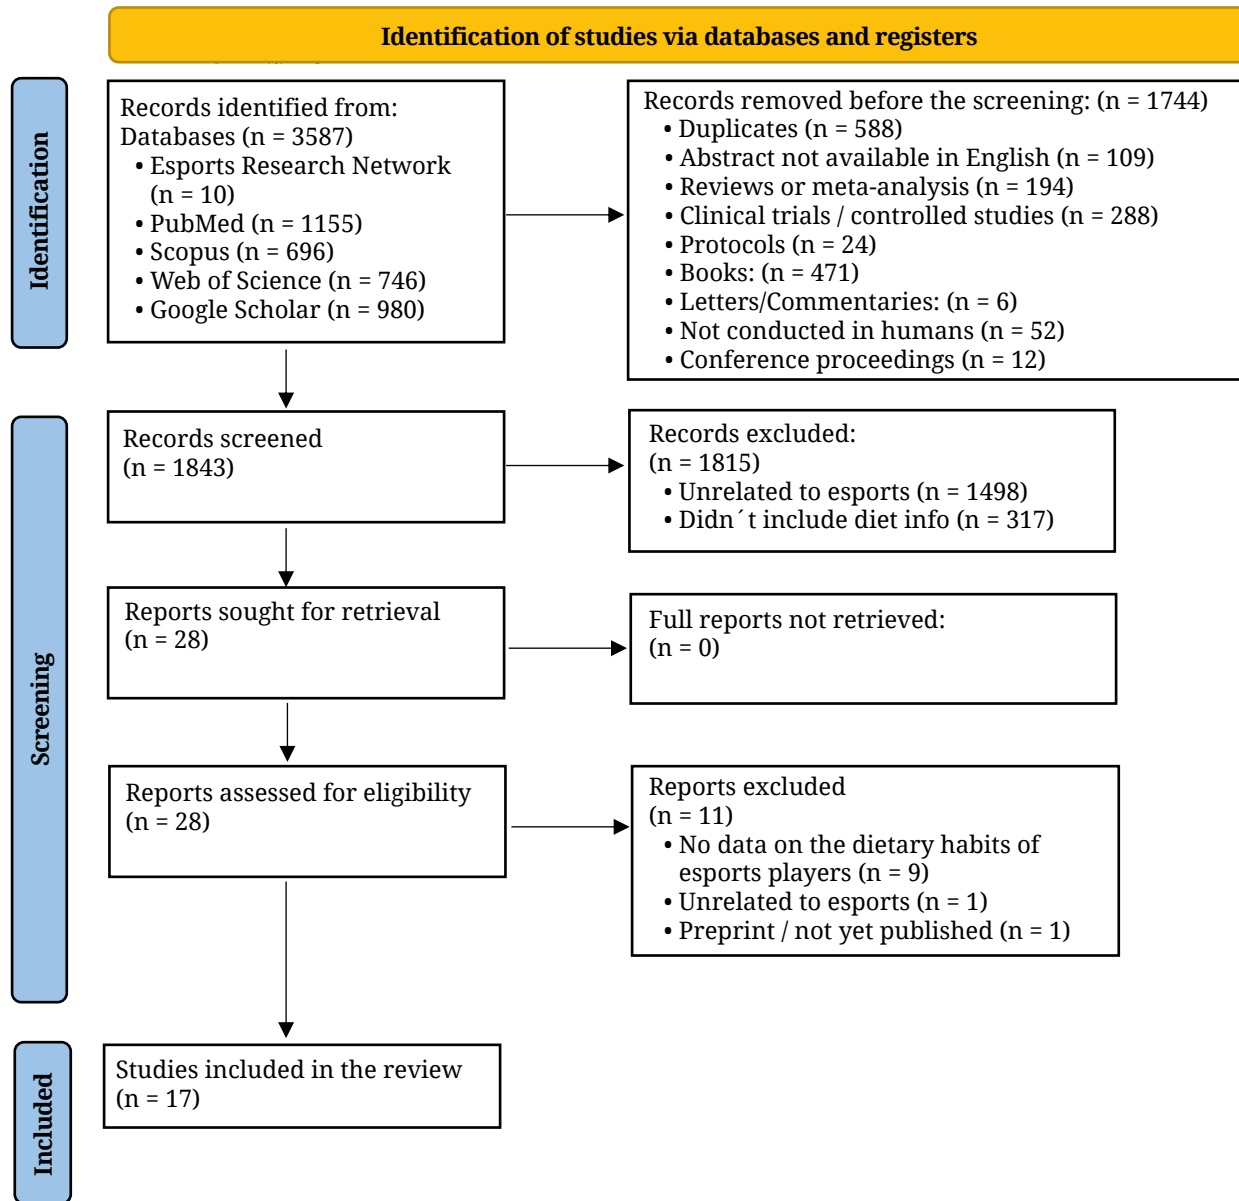 Identification of studies via databases and registers
Identification
Records identified from:
Databases (n = 3587)
• Esports Research Network
(n = 10)
• PubMed (n = 1155)
• Scopus (n = 696)
• Web of Science (n = 746)
• Google Scholar (n = 980)
Records removed before the screening: (n = 1744)
• Duplicates (n = 588)
• Abstract not available in English (n = 109)
• Reviews or meta-analysis (n = 194)
• Clinical trials / controlled studies (n = 288)
• Protocols (n = 24)
• Books: (n = 471)
• Letters/Commentaries: (n = 6)
• Not conducted in humans (n = 52)
• Conference proceedings (n = 12)
Screening
Records screened
(n = 1843)
Records excluded:
(n = 1815)
• Unrelated to esports (n = 1498)
• Didn´t include diet info (n = 317)
Reports sought for retrieval
(n = 28)
Full reports not retrieved:
(n = 0)
Reports assessed for eligibility
(n = 28)
Reports excluded
(n = 11)
• No data on the dietary habits of
esports players (n = 9)
• Unrelated to esports (n = 1)
• Preprint / not yet published (n = 1)
Included
Studies included in the review
(n = 17)